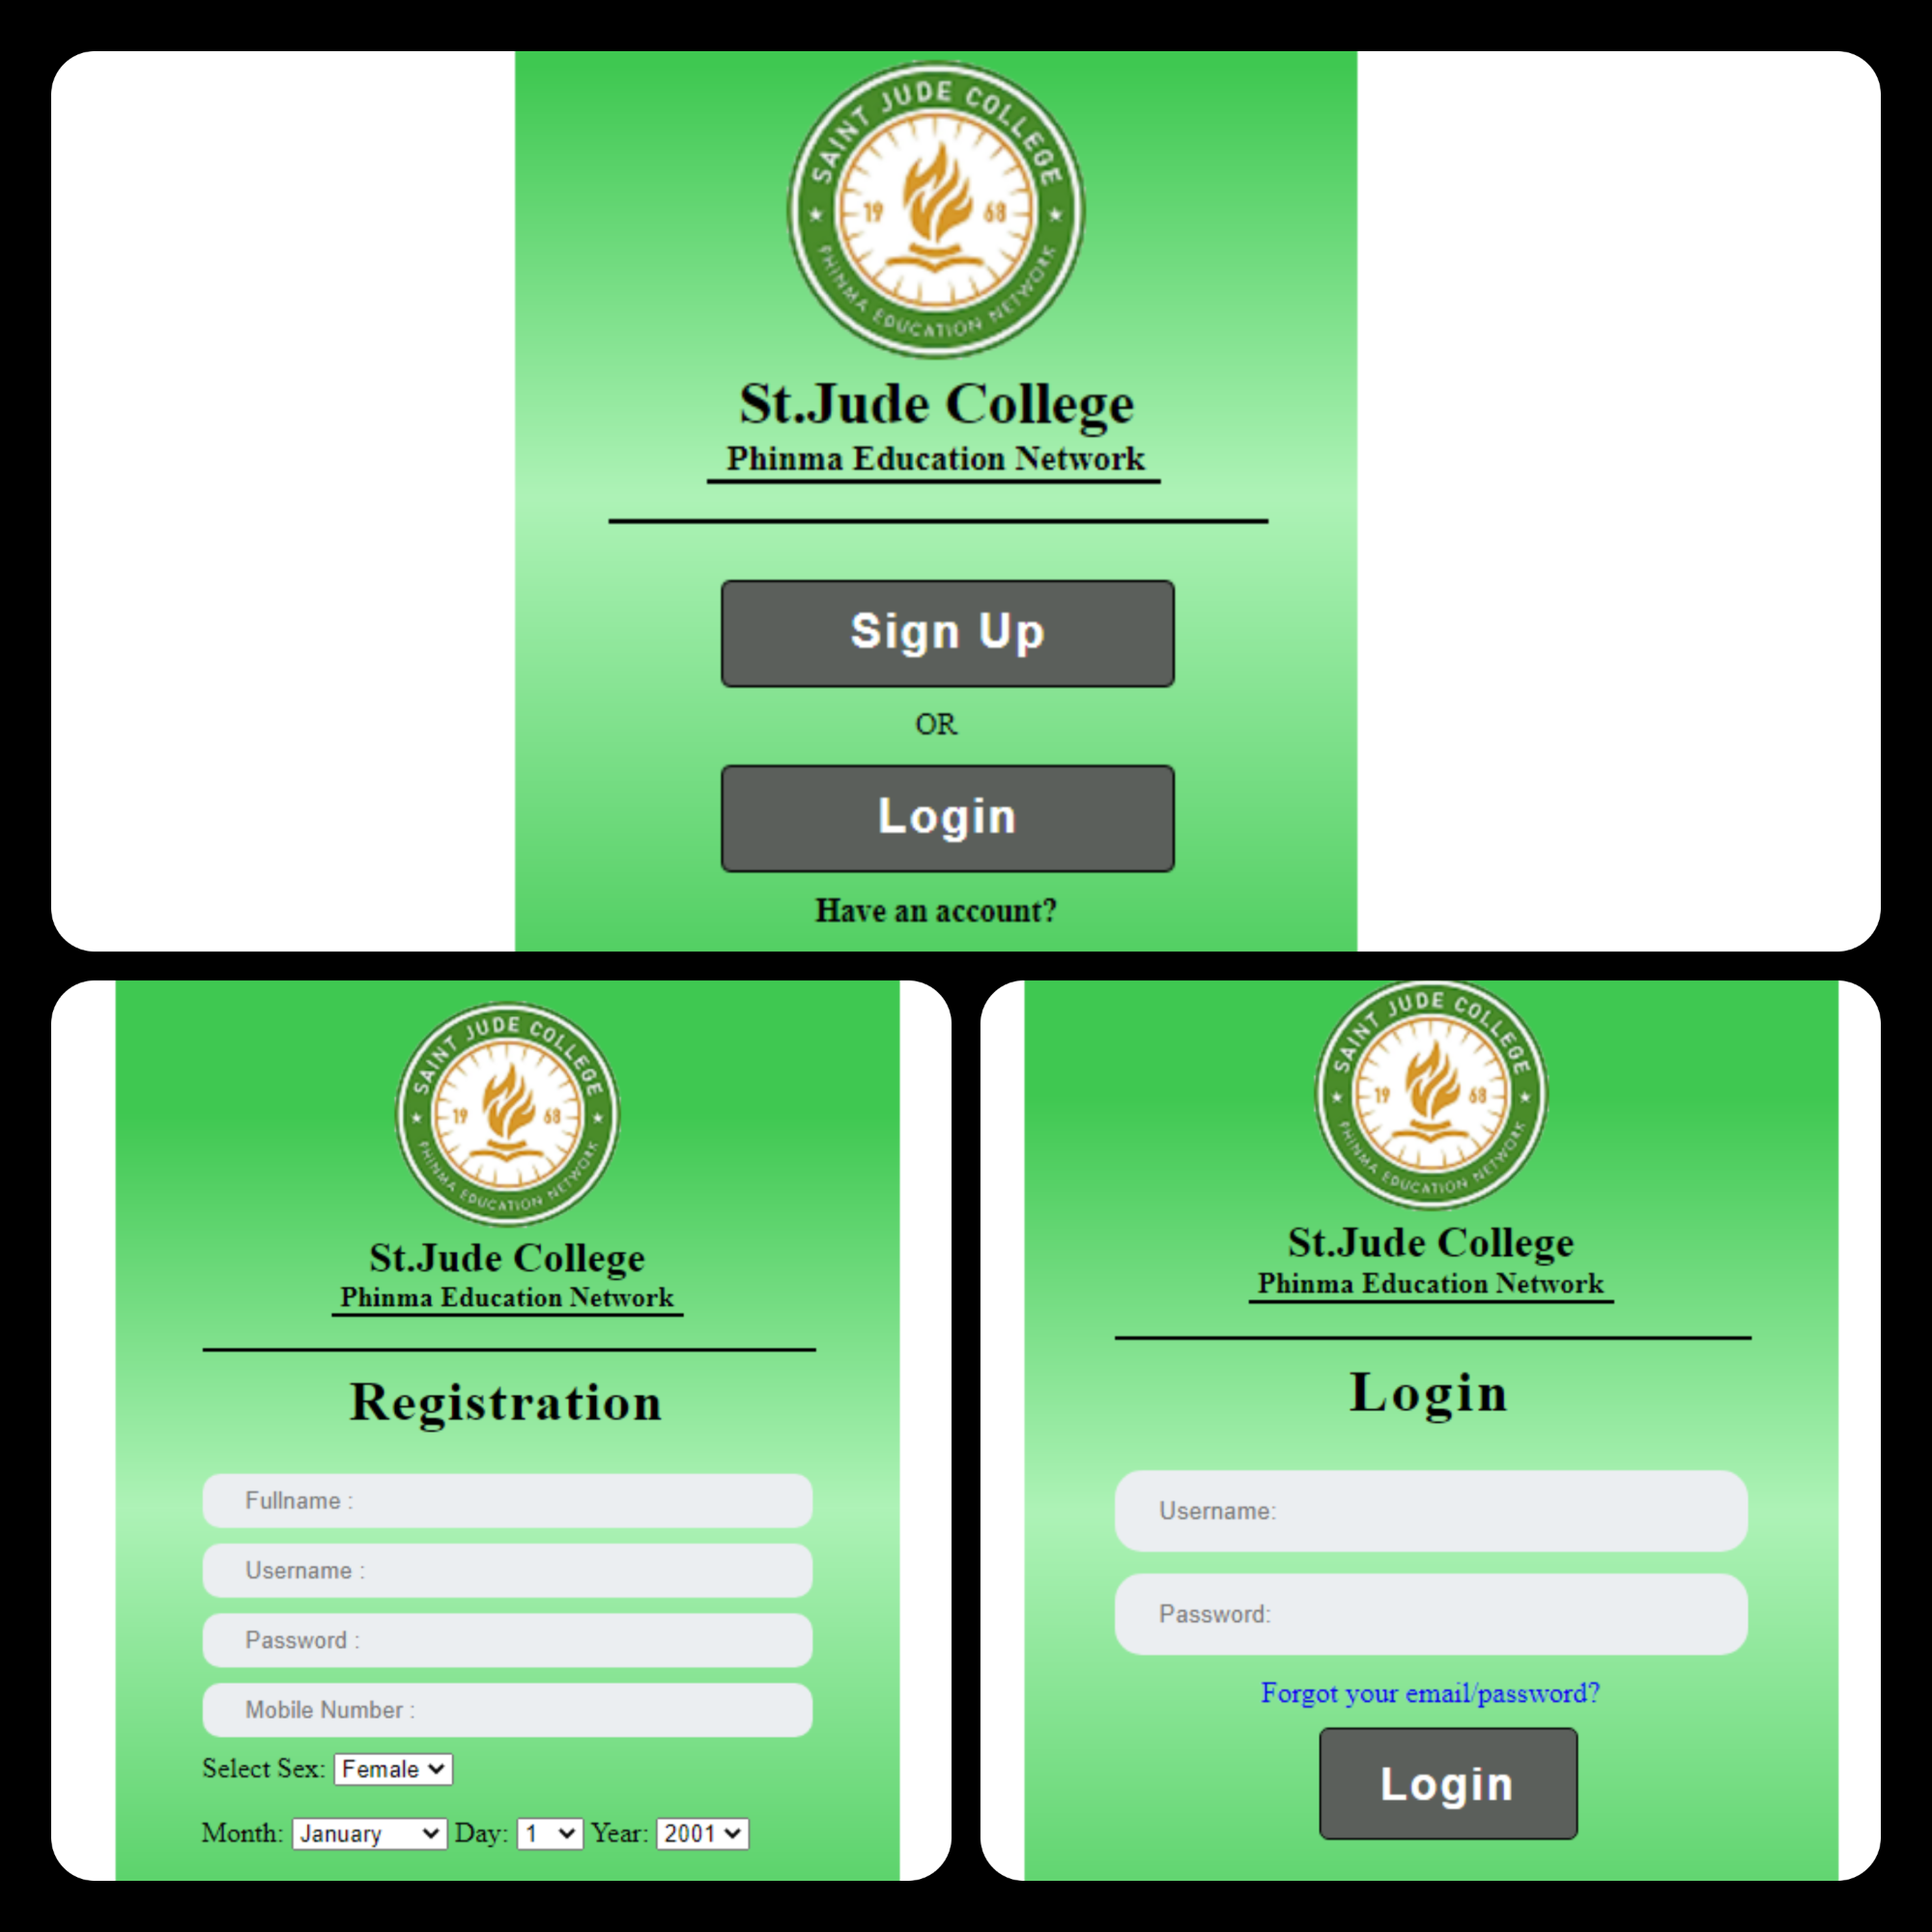 SAINT JUDE COLLEGE
19 68
PHINMA EDUCATION NETWORK
St.Jude College
Phinma Education Network
Sign Up
OR
Login
Have an account?
SAINT JUDE COLLEGE
19 68
PHINMA EDUCATION NETWORK
St.Jude College
Phinma Education Network
Registration
Fullname :
Username :
Password :
Mobile Number :
Select Sex: Female
Month: January Day: 1 Year: 2001
SAINT JUDE COLLEGE
19 68
PHINMA EDUCATION NETWORK
St.Jude College
Phinma Education Network
Login
Username:
Password:
Forgot your email/password?
Login